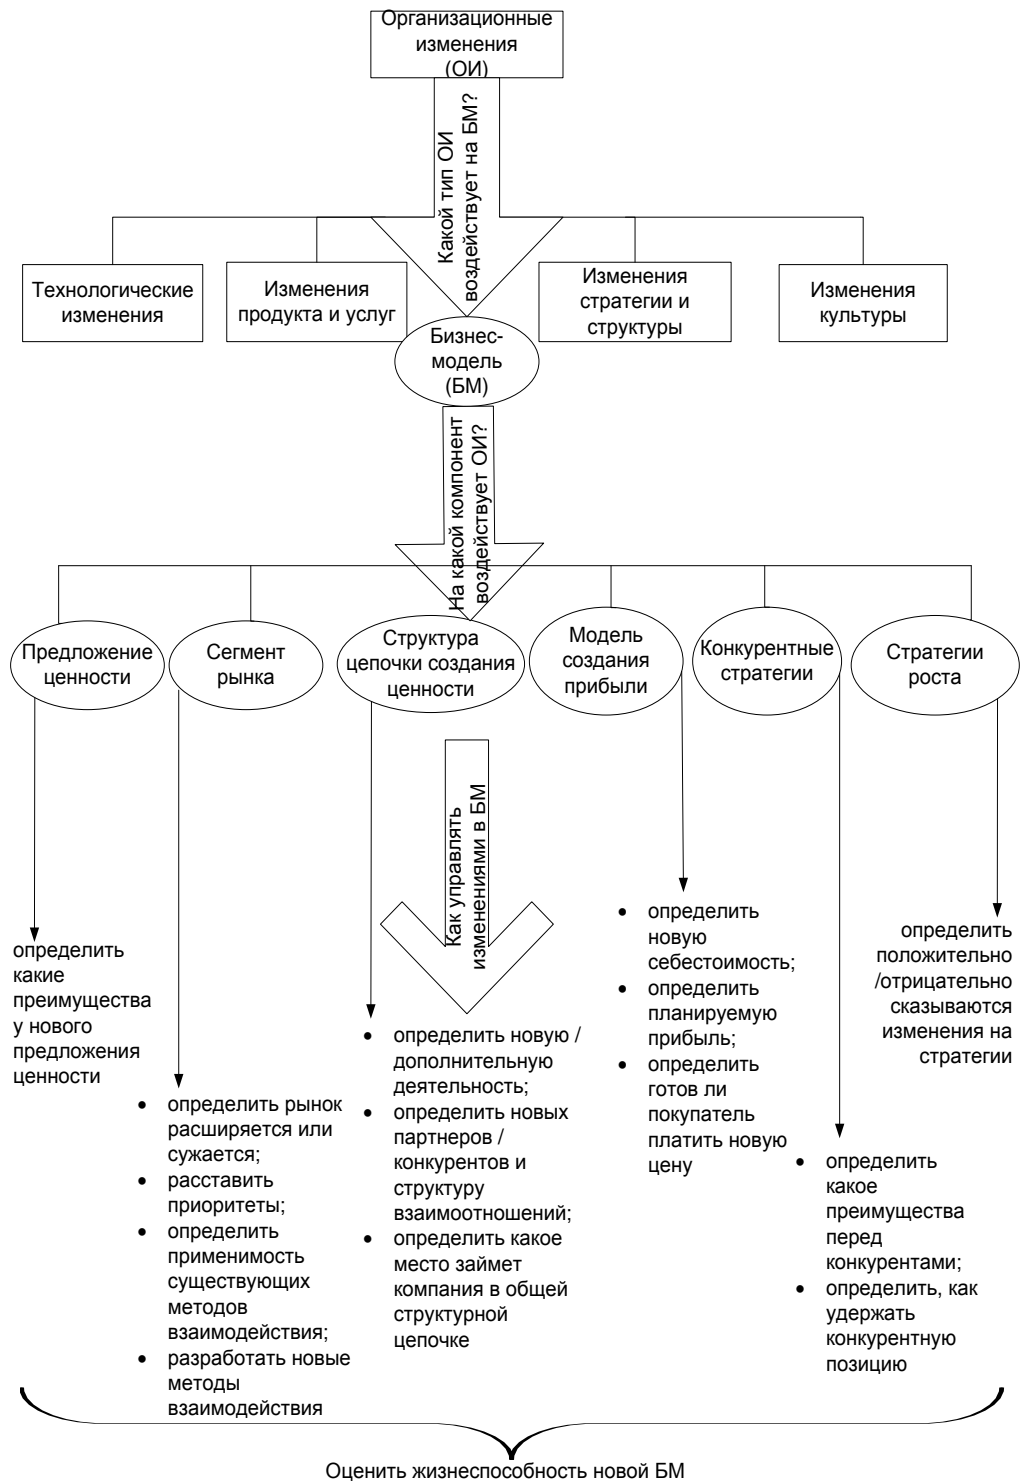 Организационные
изменения
(ОИ)
Какой тип ОИ
воздействует на БМ?
Технологические
изменения
Изменения
продукта и услуг
Изменения
стратегии и
структуры
Изменения
культуры
Бизнес-
модель
(БМ)
На какой компонент
воздействует ОИ?
Предложение
ценности
Сегмент
рынка
Структура
цепочки создания
ценности
Модель
создания
прибыли
Конкурентные
стратегии
Стратегии
роста
Как управлять
изменениями в БМ
определить
какие
преимущества
у нового
предложения
ценности
• определить рынок
расширяется или
сужается;
• расставить
приоритеты;
• определить
применимость
существующих
методов
взаимодействия;
• разработать новые
методы
взаимодействия
• определить новую /
дополнительную
деятельность;
• определить новых
партнеров /
конкурентов и
структуру
взаимоотношений;
• определить какое
место займет
компания в общей
структурной
цепочке
• определить
новую
себестоимость;
• определить
планируемую
прибыль;
• определить
готов ли
покупатель
платить новую
цену
• определить
какое
преимущества
перед
конкурентами;
• определить, как
удержать
конкурентную
позицию
определить
положительно
/отрицательно
сказываются
изменения на
стратегии
Оценить жизнеспособность новой БМ